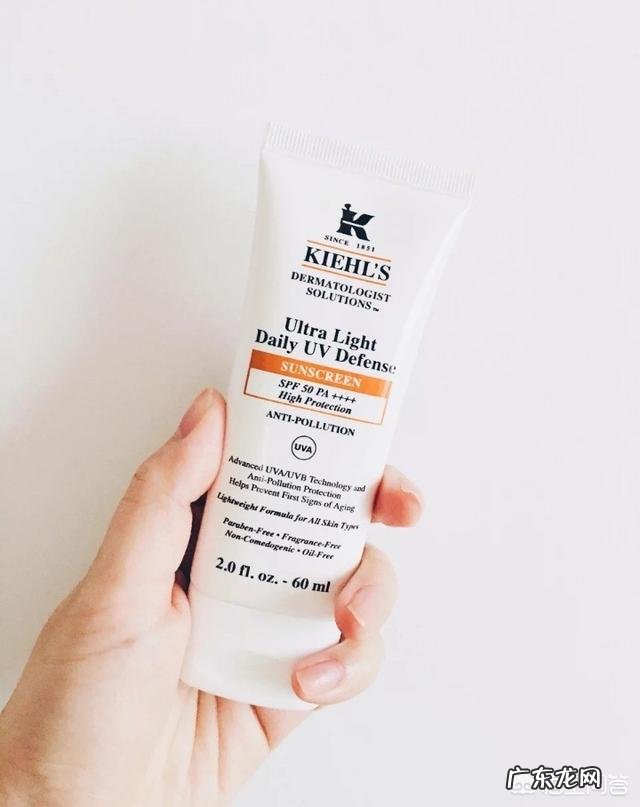 K
SINCE 1851
KIEHL'S
DERMATOLOGIST
SOLUTIONS™
Ultra Light
Daily UV Defense
SUNSCREEN
SPF 50 PA ++++
High Protection
ANTI-POLLUTION
UVA
Advanced UVA/UVB Technology and
Anti-Pollution Protection
Helps Prevent First Signs of Aging
Lightweight Formula for All Skin Types
Paraben-Free • Fragrance-Free
Non-Comedogenic • Oil-Free
2.0 fl. oz. - 60 ml
广东龙网